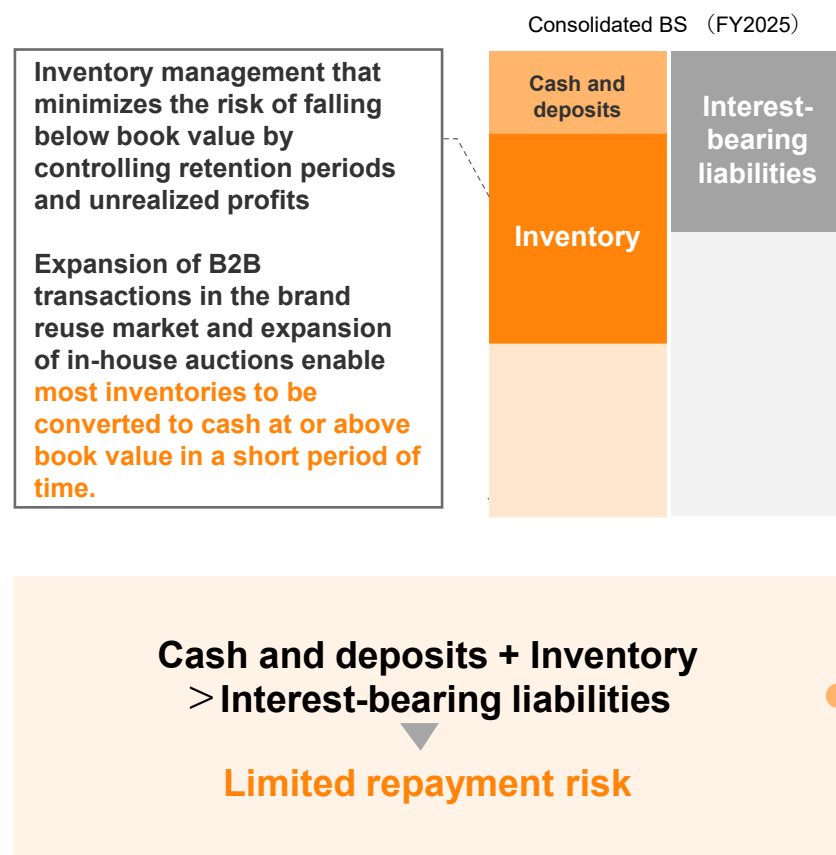 Consolidated BS （FY2025）
Inventory management that
minimizes the risk of falling
below book value by
controlling retention periods
and unrealized profits
Expansion of B2B
transactions in the brand
reuse market and expansion
of in-house auctions enable
most inventories to be
converted to cash at or above
book value in a short period of
time.
Cash and
deposits
Inventory
Interest-
bearing
liabilities
Cash and deposits + Inventory
＞Interest-bearing liabilities
Limited repayment risk